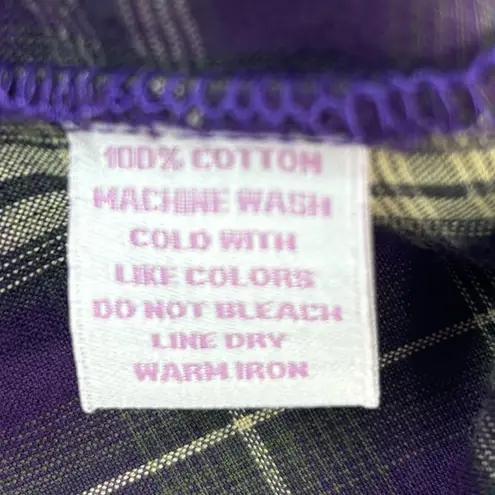 100% COTTON
MACHINE WASH
COLD WITH
LIKE COLORS
DO NOT BLEACH
LINE DRY
WARM IRON